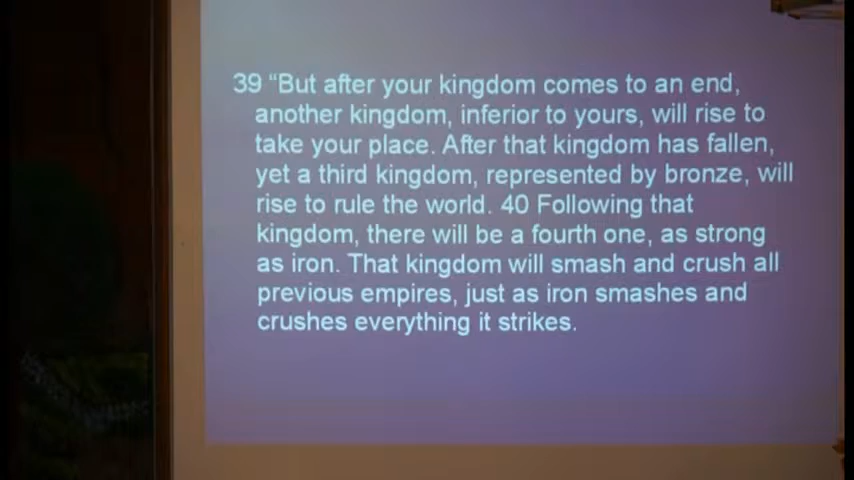 39 “But after your kingdom comes to an end,
another kingdom, inferior to yours, will rise to
take your place. After that kingdom has fallen,
yet a third kingdom, represented by bronze, will
rise to rule the world. 40 Following that
kingdom, there will be a fourth one, as strong
as iron. That kingdom will smash and crush all
previous empires, just as iron smashes and
crushes everything it strikes.